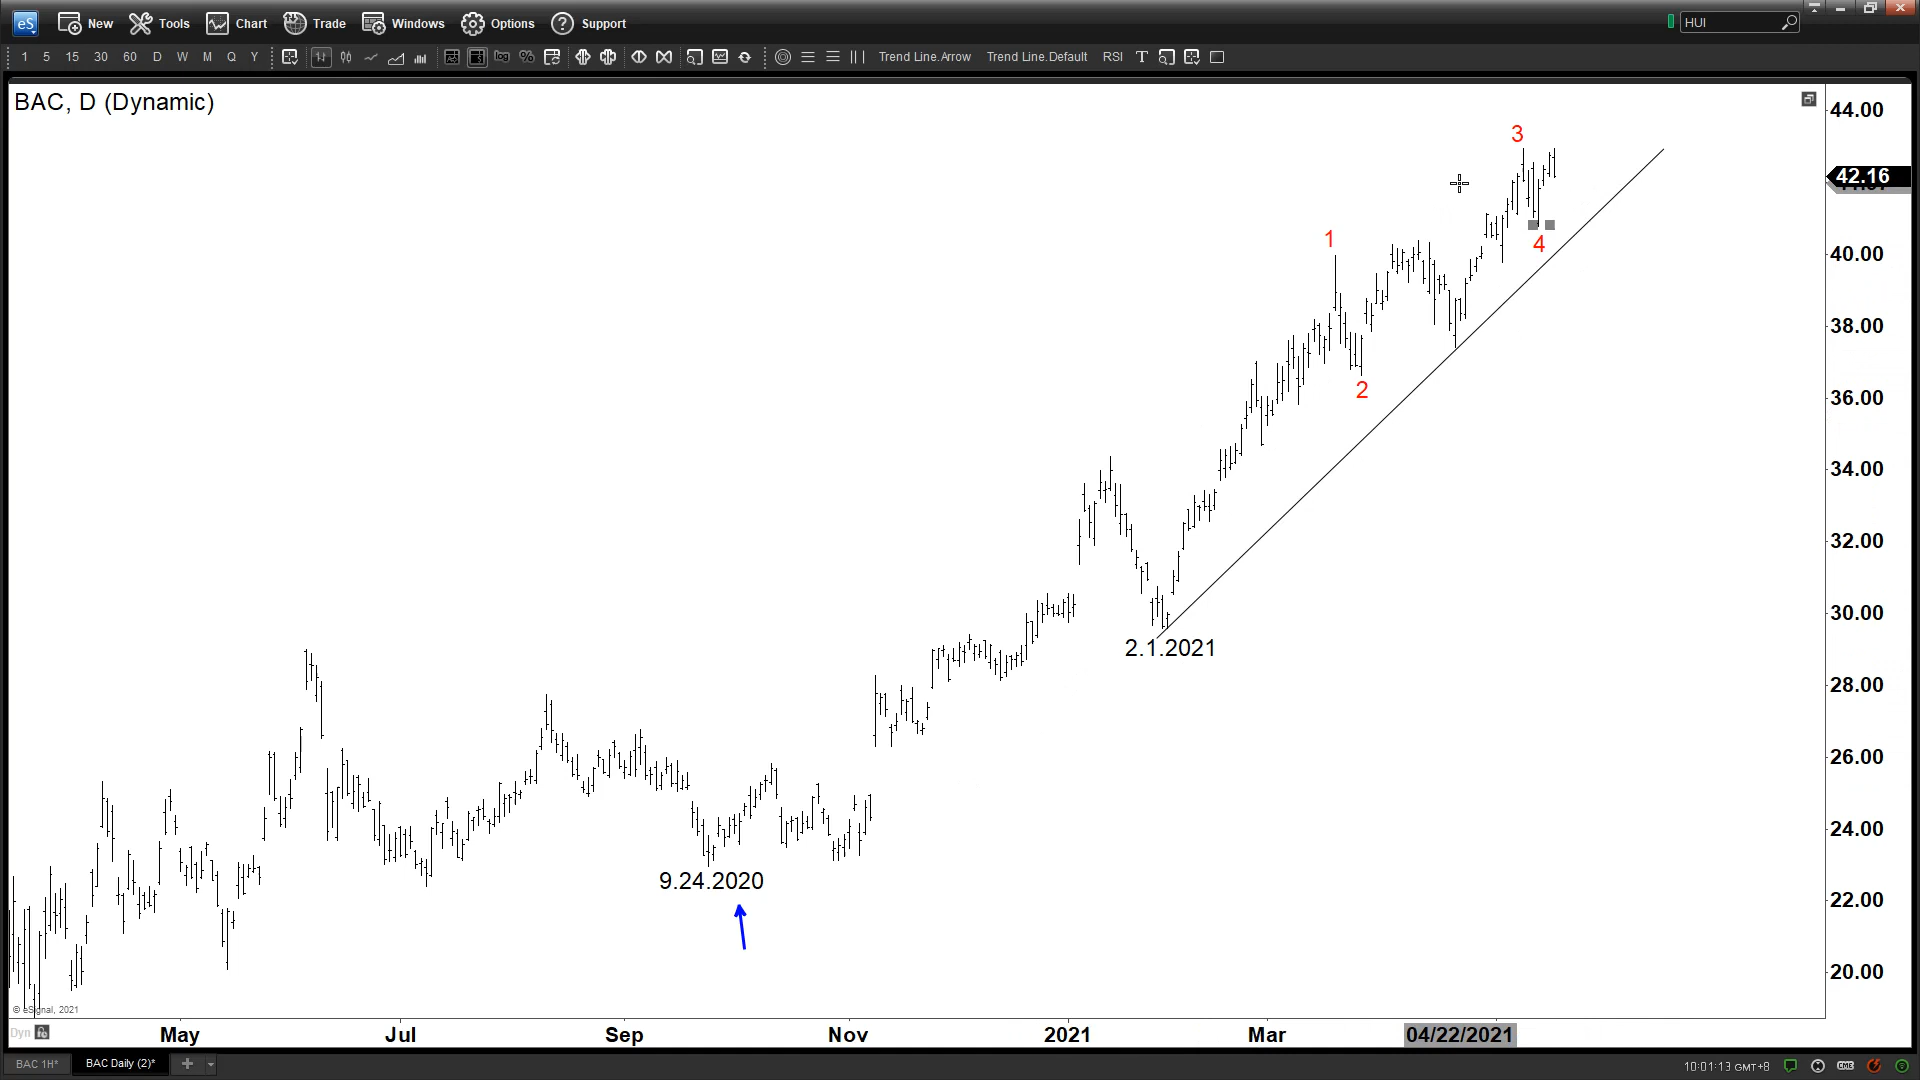 eS New Tools Chart Trade Windows Options Support HUI
1 5 15 30 60 D W M Q Y log % Trend Line.Arrow Trend Line.Default RSI T
BAC, D (Dynamic)
44.00
3
42.16
1
4
40.00
38.00
2
36.00
34.00
32.00
30.00
2.1.2021
28.00
26.00
24.00
9.24.2020
22.00
20.00
© eSignal, 2021
Dyn
May Jul Sep Nov 2021 Mar 04/22/2021
BAC 1H* BAC Daily (2)* + 10:01:13 GMT+8 CME